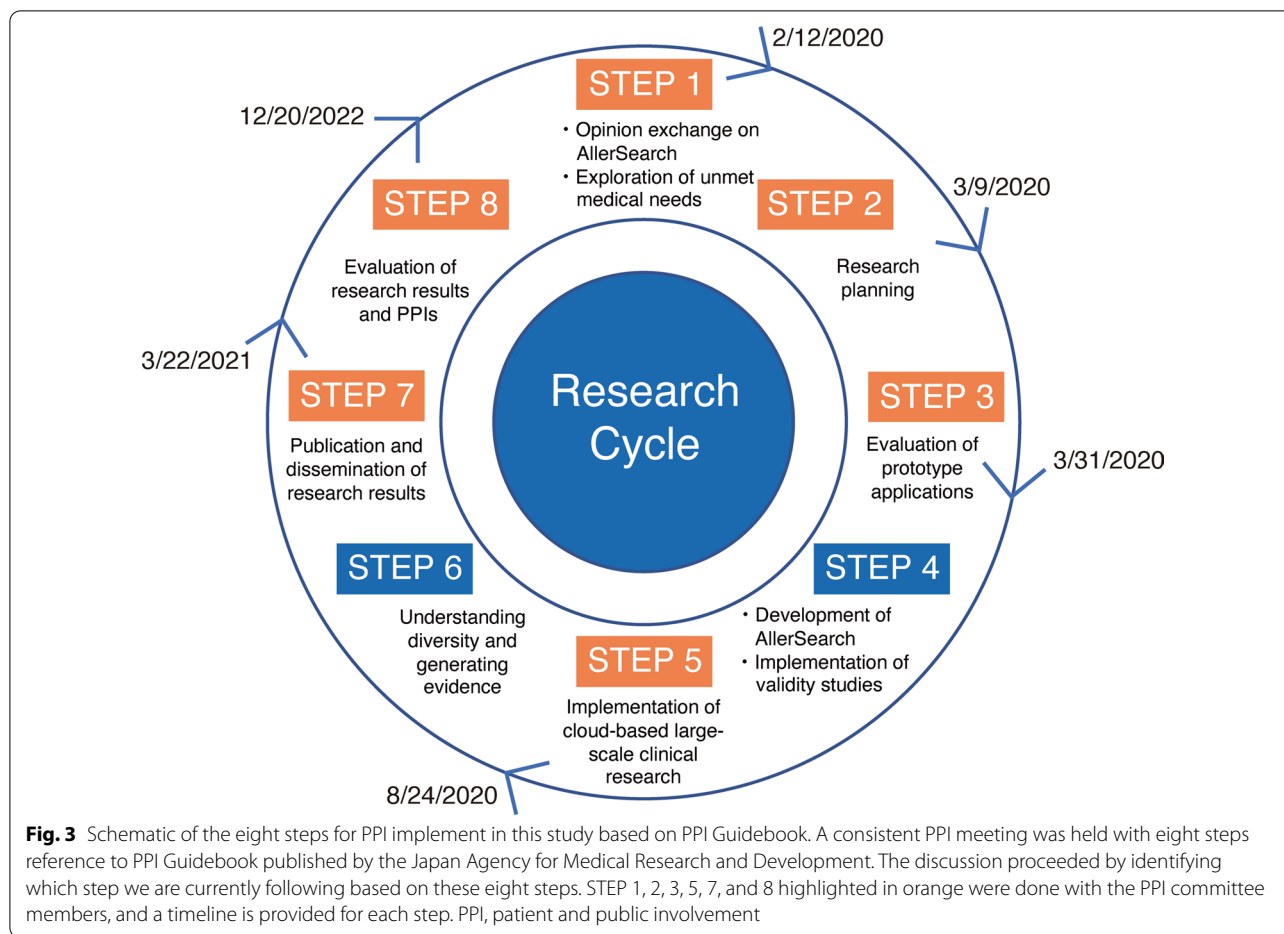 2/12/2020
STEP 1
・Opinion exchange on
AllerSearch
・Exploration of unmet
medical needs
3/9/2020
STEP 2
Research
planning
STEP 3
Evaluation of
prototype
applications
3/31/2020
STEP 4
・Development of
AllerSearch
・Implementation of
validity studies
STEP 5
Implementation of
cloud-based large-
scale clinical
research
8/24/2020
STEP 6
Understanding
diversity and
generating
evidence
STEP 7
Publication and
dissemination of
research results
3/22/2021
STEP 8
Evaluation of
research results
and PPIs
12/20/2022
Research
Cycle
Fig. 3 Schematic of the eight steps for PPI implement in this study based on PPI Guidebook. A consistent PPI meeting was held with eight steps
reference to PPI Guidebook published by the Japan Agency for Medical Research and Development. The discussion proceeded by identifying
which step we are currently following based on these eight steps. STEP 1, 2, 3, 5, 7, and 8 highlighted in orange were done with the PPI committee
members, and a timeline is provided for each step. PPI, patient and public involvement